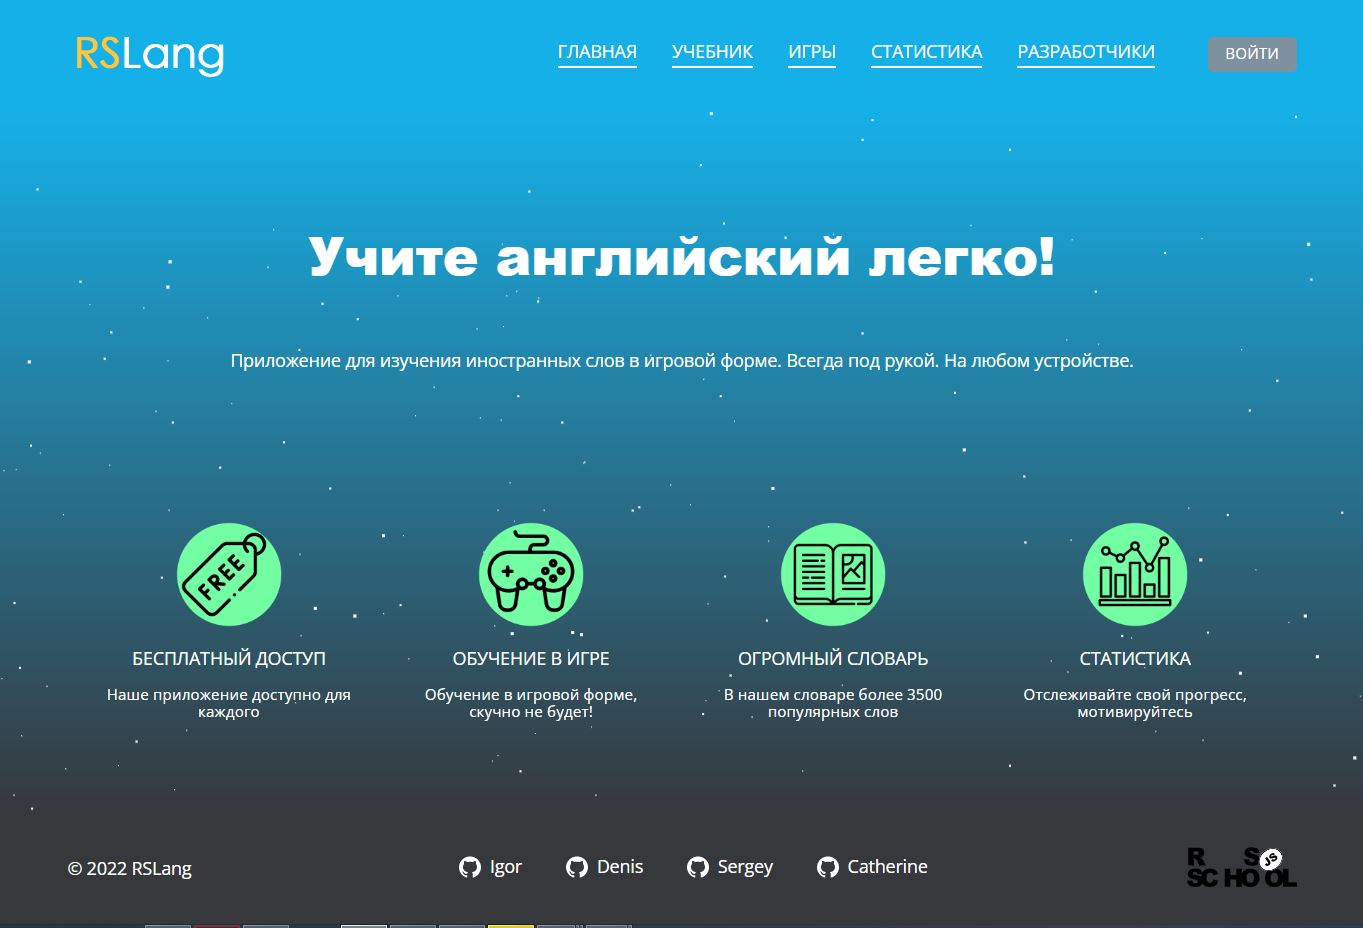 RSLang
ГЛАВНАЯ УЧЕБНИК ИГРЫ СТАТИСТИКА РАЗРАБОТЧИКИ ВОЙТИ
Учите английский легко!
Приложение для изучения иностранных слов в игровой форме. Всегда под рукой. На любом устройстве.
FREE
БЕСПЛАТНЫЙ ДОСТУП
Наше приложение доступно для
каждого
ОБУЧЕНИЕ В ИГРЕ
Обучение в игровой форме,
скучно не будет!
ОГРОМНЫЙ СЛОВАРЬ
В нашем словаре более 3500
популярных слов
СТАТИСТИКА
Отслеживайте свой прогресс,
мотивируйтесь
© 2022 RSLang
Igor Denis Sergey Catherine
R S JS
SCHOOL